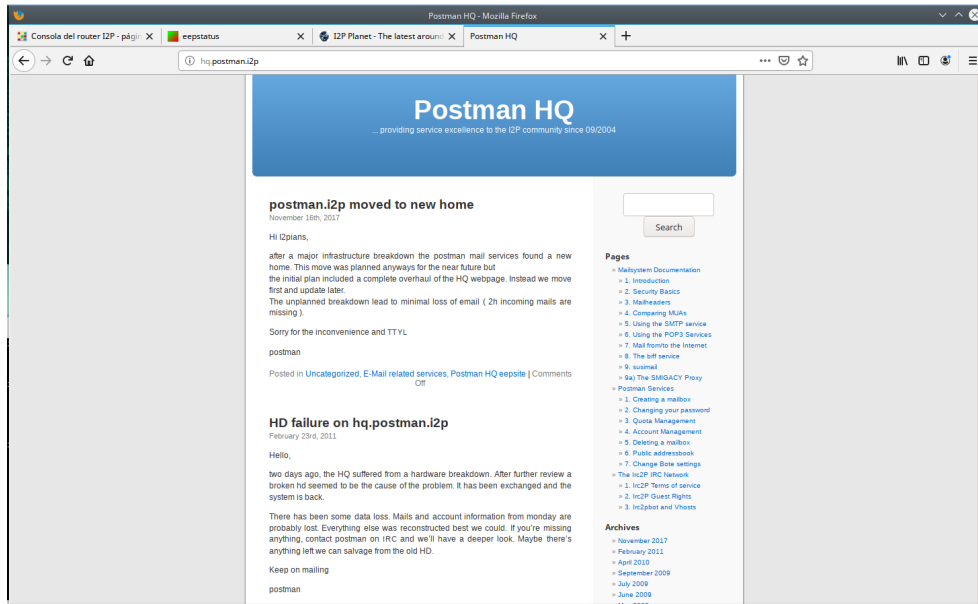 Postman HQ - Mozilla Firefox
Consola del router I2P - págin
eepstatus
I2P Planet - The latest around
Postman HQ
hq.postman.i2p
Postman HQ
... providing service excellence to the I2P community since 09/2004
postman.i2p moved to new home
November 16th, 2017
Hi I2pians,
after a major infrastructure breakdown the postman mail services found a new
home. This move was planned anyways for the near future but
the initial plan included a complete overhaul of the HQ webpage. Instead we move
first and update later.
The unplanned breakdown lead to minimal loss of email ( 2h incoming mails are
missing ).
Sorry for the inconvenience and TTYL
postman
Posted in Uncategorized, E-Mail related services, Postman HQ eepsite | Comments
Off
HD failure on hq.postman.i2p
February 23rd, 2011
Hello,
two days ago, the HQ suffered from a hardware breakdown. After further review a
broken hd seemed to be the cause of the problem. It has been exchanged and the
system is back.
There has been some data loss. Mails and account information from monday are
probably lost. Everything else was reconstructed best we could. If you're missing
anything, contact postman on IRC and we'll have a deeper look. Maybe there's
anything left we can salvage from the old HD.
Keep on mailing
postman
Search
Pages
» Mailsystem Documentation
» 1. Introduction
» 2. Security Basics
» 3. Mailheaders
» 4. Comparing MUAs
» 5. Using the SMTP service
» 6. Using the POP3 Services
» 7. Mail from/to the Internet
» 8. The biff service
» 9. susimail
» 9a) The SMIGACY Proxy
» Postman Services
» 1. Creating a mailbox
» 2. Changing your password
» 3. Quota Management
» 4. Account Management
» 5. Deleting a mailbox
» 6. Public addressbook
» 7. Change Bote settings
» The Irc2P IRC Network
» 1. Irc2P Terms of service
» 2. Irc2P Guest Rights
» 3. Irc2pbot and Vhosts
Archives
» November 2017
» February 2011
» April 2010
» September 2009
» July 2009
» June 2009